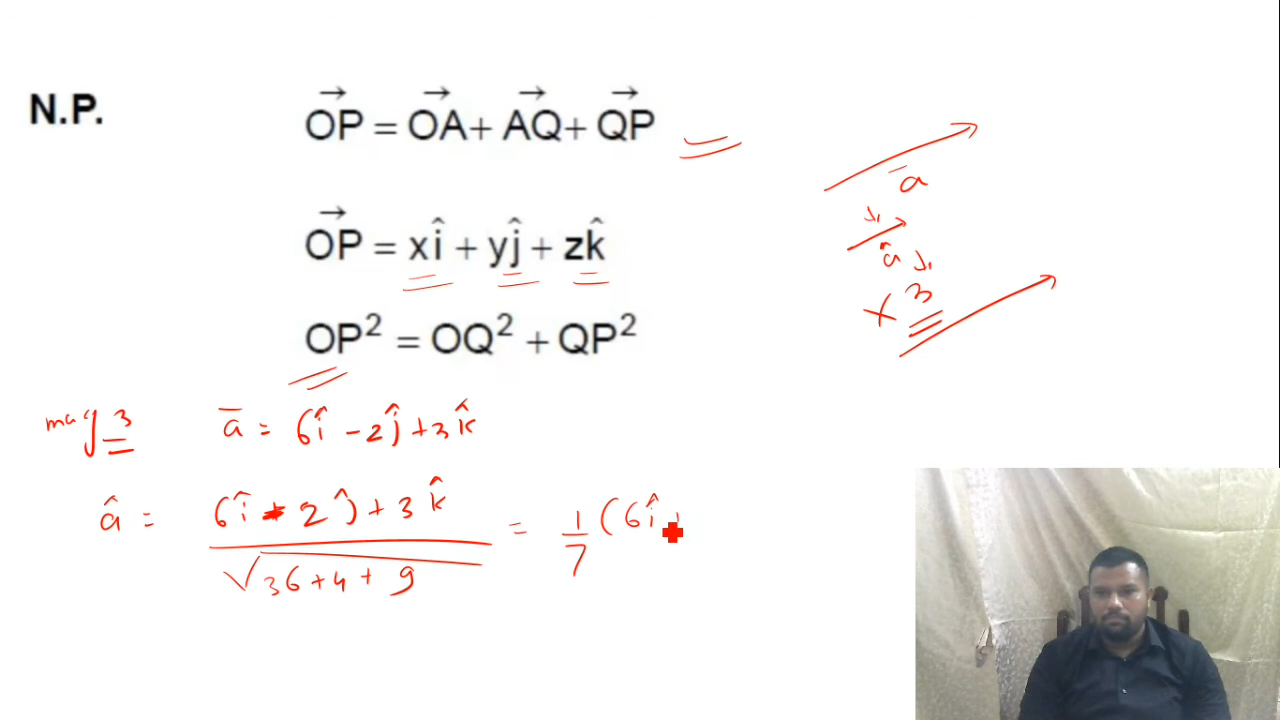 N.P.
→ → → →
OP = OA + AQ + QP
OP = xî + yĵ + zk̂
OP² = OQ² + QP²
a̅
â
× 3
mag 3 a̅ = 6î - 2ĵ + 3k̂
â = 6î - 2ĵ + 3k̂ = 1/7 (6î
√36+4+9